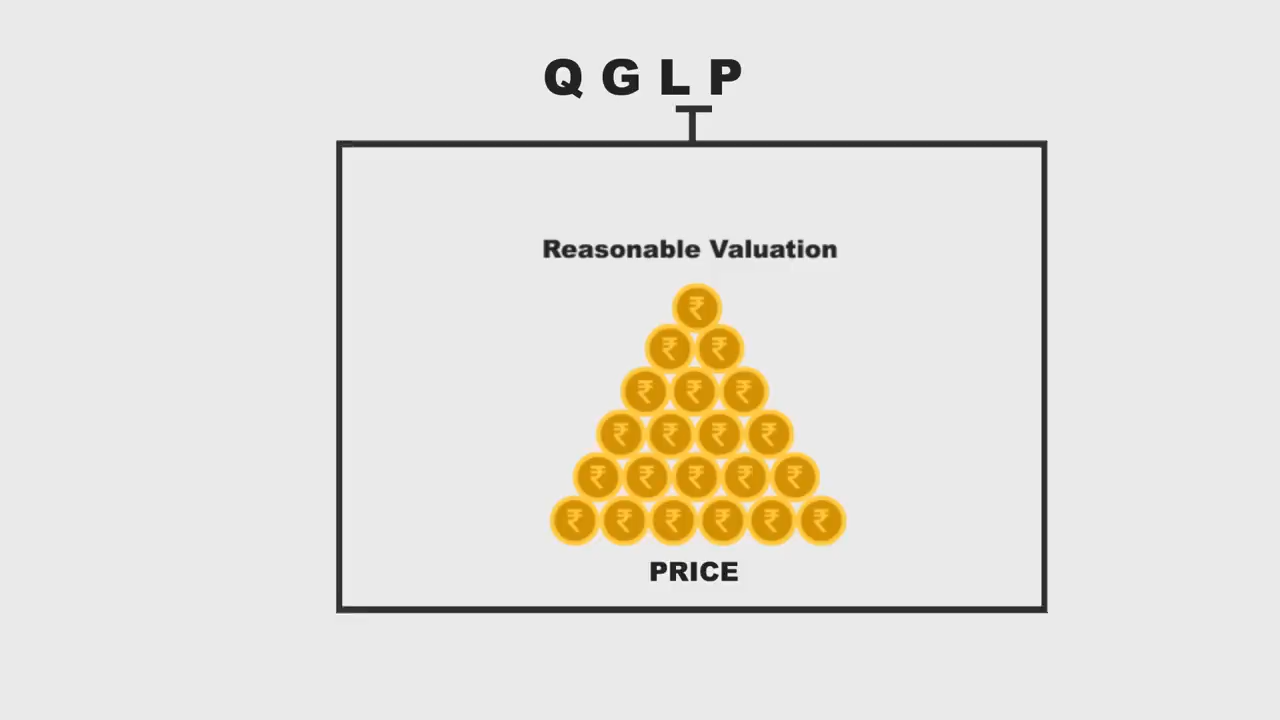 Q G L P
Reasonable Valuation
₹
₹ ₹
₹ ₹ ₹
₹ ₹ ₹ ₹
₹ ₹ ₹ ₹ ₹
₹ ₹ ₹ ₹ ₹ ₹
PRICE